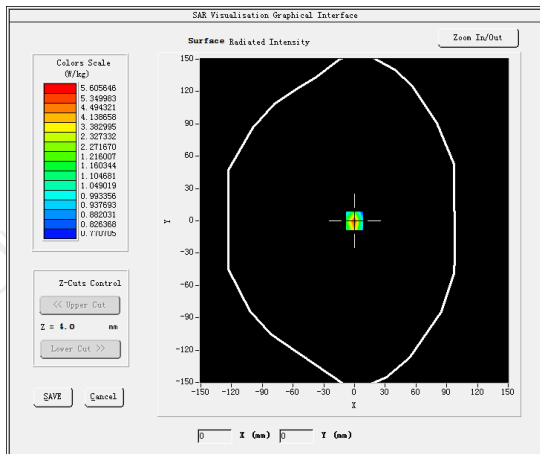 SAR Visualisation Graphical Interface
Surface Radiated Intensity
Zoom In/Out
Colors Scale
(W/kg)
5.605646
5.349983
4.494321
4.138658
3.382995
2.327333
2.271670
1.216007
1.160344
1.104681
1.049019
0.993356
0.937693
0.882031
0.826368
0.770705
Z-Cuts Control
<< Upper Cut
Z = 4.0 mm
Lower Cut >>
SAVE
Cancel
150
120
90
60
30
0
-30
-60
-90
-120
-150
Y
-150 -120 -90 -60 -30 0 30 60 90 120 150
X
0 X (mm) 0 Y (mm)